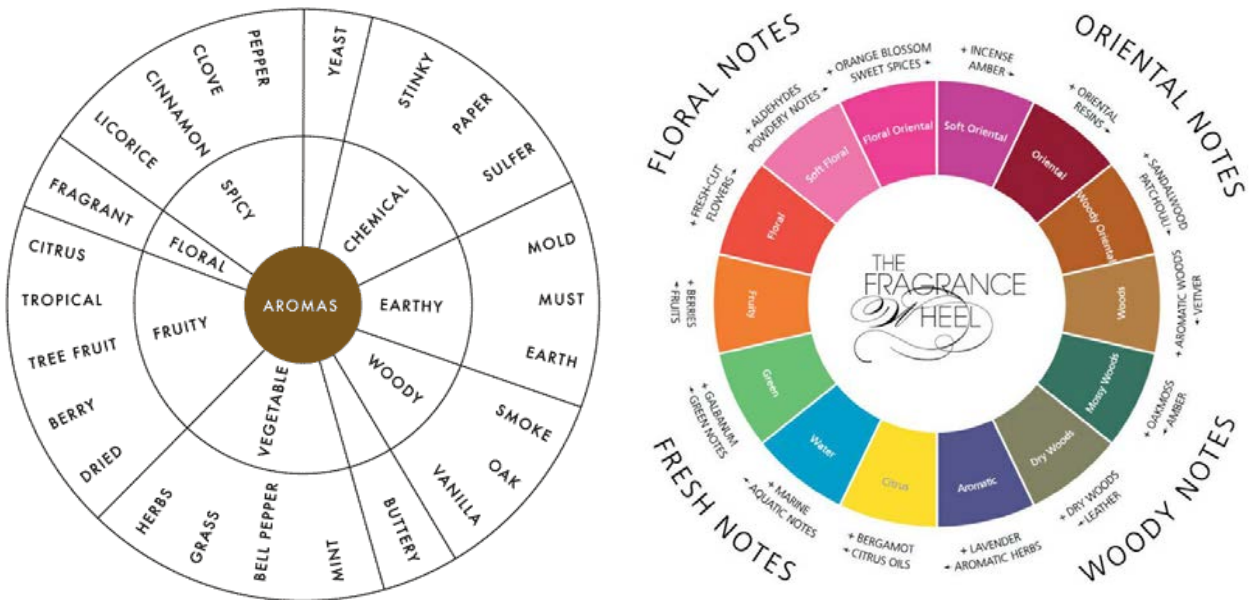 AROMAS
SPICY
CHEMICAL
EARTHY
WOODY
VEGETABLE
FRUITY
FLORAL
LICORICE
CINNAMON
CLOVE
PEPPER
YEAST
STINKY
PAPER
SULFER
MOLD
MUST
EARTH
SMOKE
OAK
VANILLA
BUTTERY
MINT
BELL PEPPER
GRASS
HERBS
DRIED
BERRY
TREE FRUIT
TROPICAL
CITRUS
FRAGRANT
THE
FRAGRANCE
WHEEL
FLORAL NOTES
ORIENTAL NOTES
WOODY NOTES
FRESH NOTES
Floral Oriental
Soft Oriental
Oriental
Woody Oriental
Woods
Mossy Woods
Dry Woods
Aromatic
Citrus
Water
Green
Fruity
Floral
Soft Floral
+ ORANGE BLOSSOM
SWEET SPICES +
+ INCENSE
AMBER +
+ ORIENTAL
RESINS +
+ SANDALWOOD
PATCHOULI +
+ AROMATIC WOODS
+ VETIVER
+ OAKMOSS
+ AMBER
+ DRY WOODS
+ LEATHER
+ LAVENDER
+ AROMATIC HERBS
+ BERGAMOT
+ CITRUS OILS
+ MARINE
+ AQUATIC NOTES
+ GALBANUM
+ GREEN NOTES
+ BERRIES
+ FRUITS
+ FRESH-CUT
FLOWERS +
+ ALDEHYDES
POWDERY NOTES +